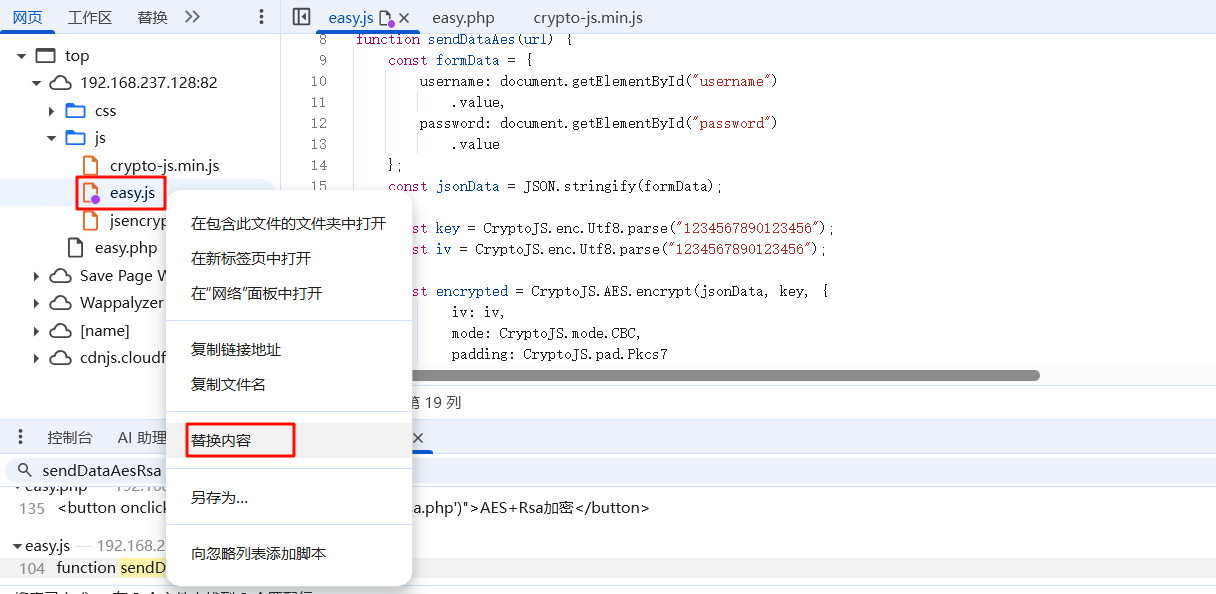 网页 工作区 替换
easy.js easy.php crypto-js.min.js
top
192.168.237.128:82
css
js
crypto-js.min.js
easy.js
jsencryp
easy.php
Save Page W
Wappalyzer
[name]
cdnjs.cloudf
8 function sendDataAes(url) {
9 const formData = {
10 username: document.getElementById("username")
11 .value,
12 password: document.getElementById("password")
13 .value
14 };
15 const jsonData = JSON.stringify(formData);
st key = CryptoJS.enc.Utf8.parse("1234567890123456");
st iv = CryptoJS.enc.Utf8.parse("1234567890123456");
st encrypted = CryptoJS.AES.encrypt(jsonData, key, {
iv: iv,
mode: CryptoJS.mode.CBC,
padding: CryptoJS.pad.Pkcs7
第 19 列
在包含此文件的文件夹中打开
在新标签页中打开
在“网络”面板中打开
复制链接地址
复制文件名
替换内容
另存为...
向忽略列表添加脚本
控制台 AI 助理
sendDataAesRsa
easy.php — 192.168
135 <button onclick a.php')">AES+Rsa加密</button>
easy.js — 192.168.2
104 function sendD